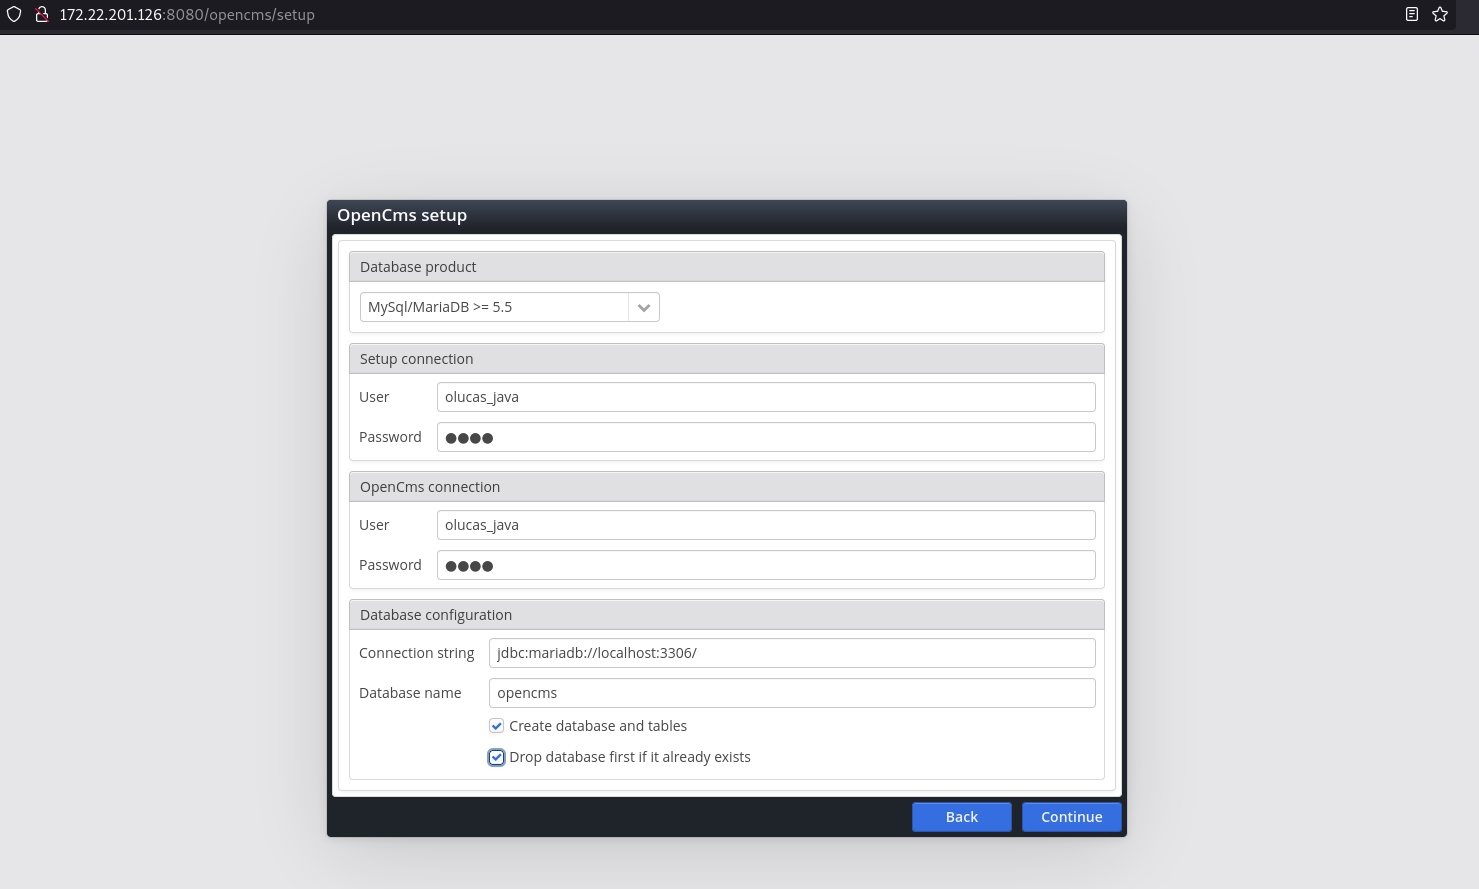 172.22.201.126:8080/opencms/setup
OpenCms setup
Database product
MySql/MariaDB >= 5.5
Setup connection
User olucas_java
Password ●●●●
OpenCms connection
User olucas_java
Password ●●●●
Database configuration
Connection string jdbc:mariadb://localhost:3306/
Database name opencms
Create database and tables
Drop database first if it already exists
Back Continue